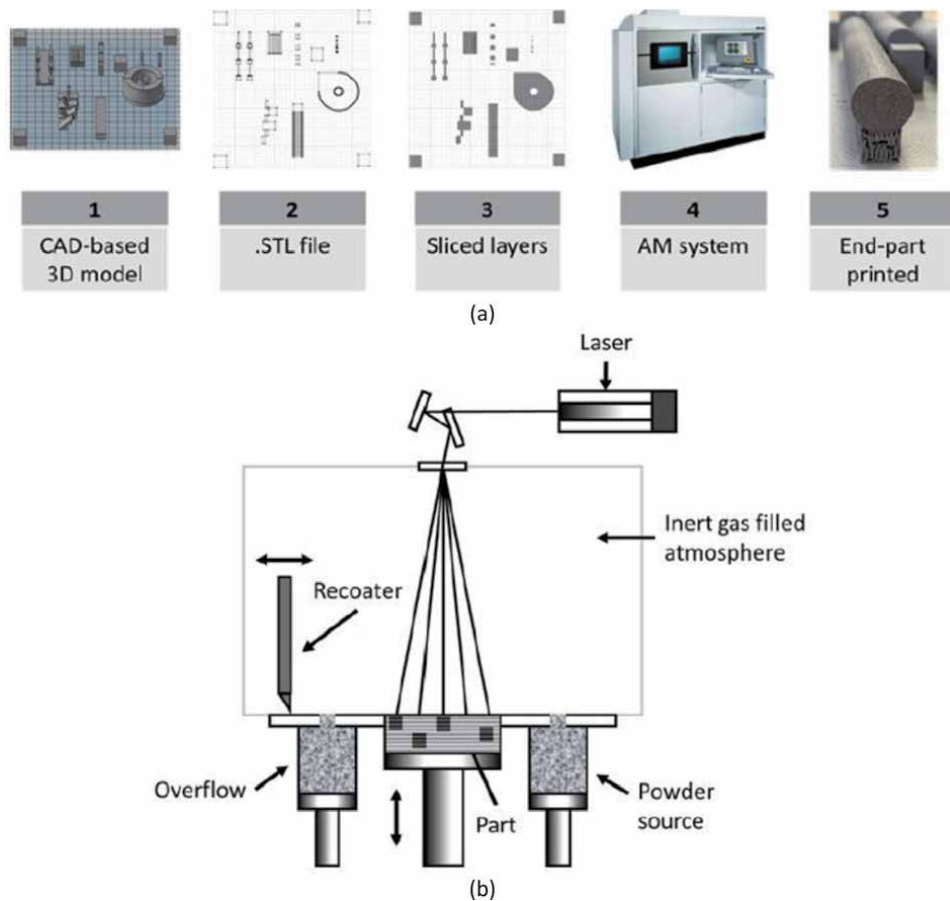 1
CAD-based
3D model
2
.STL file
3
Sliced layers
4
AM system
5
End-part
printed
(a)
Laser
Inert gas filled
atmosphere
Recoater
Overflow
Part
Powder
source
(b)